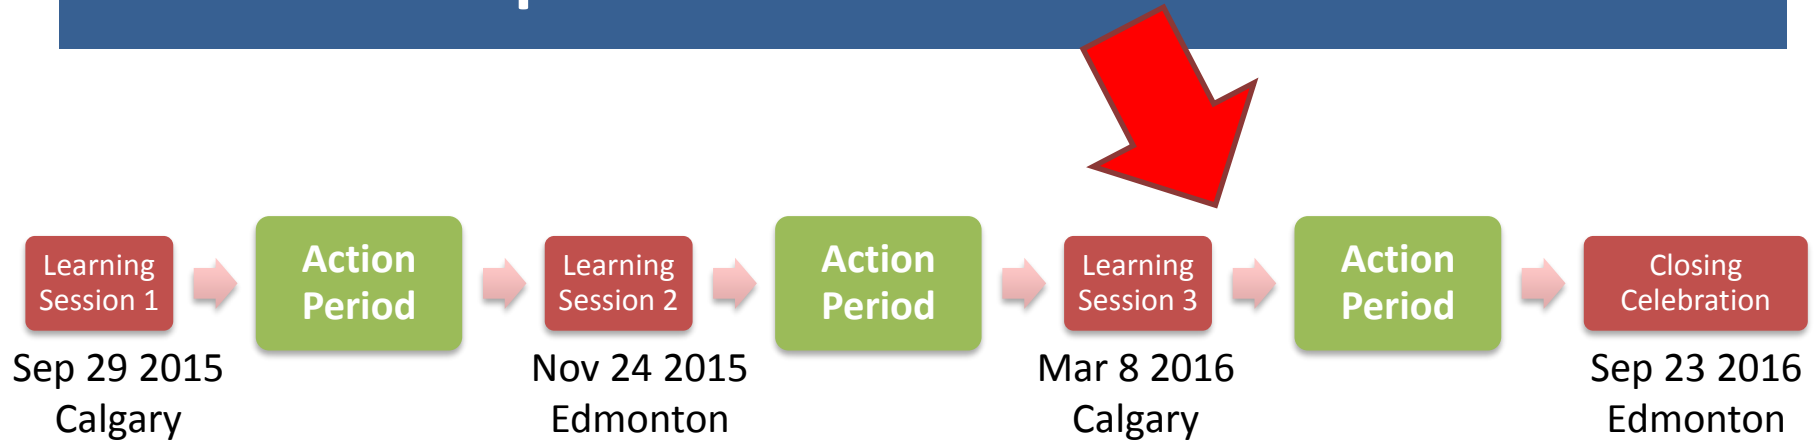 Learning
Session 1
Action
Period
Learning
Session 2
Action
Period
Learning
Session 3
Action
Period
Closing
Celebration
Sep 29 2015
Calgary
Nov 24 2015
Edmonton
Mar 8 2016
Calgary
Sep 23 2016
Edmonton